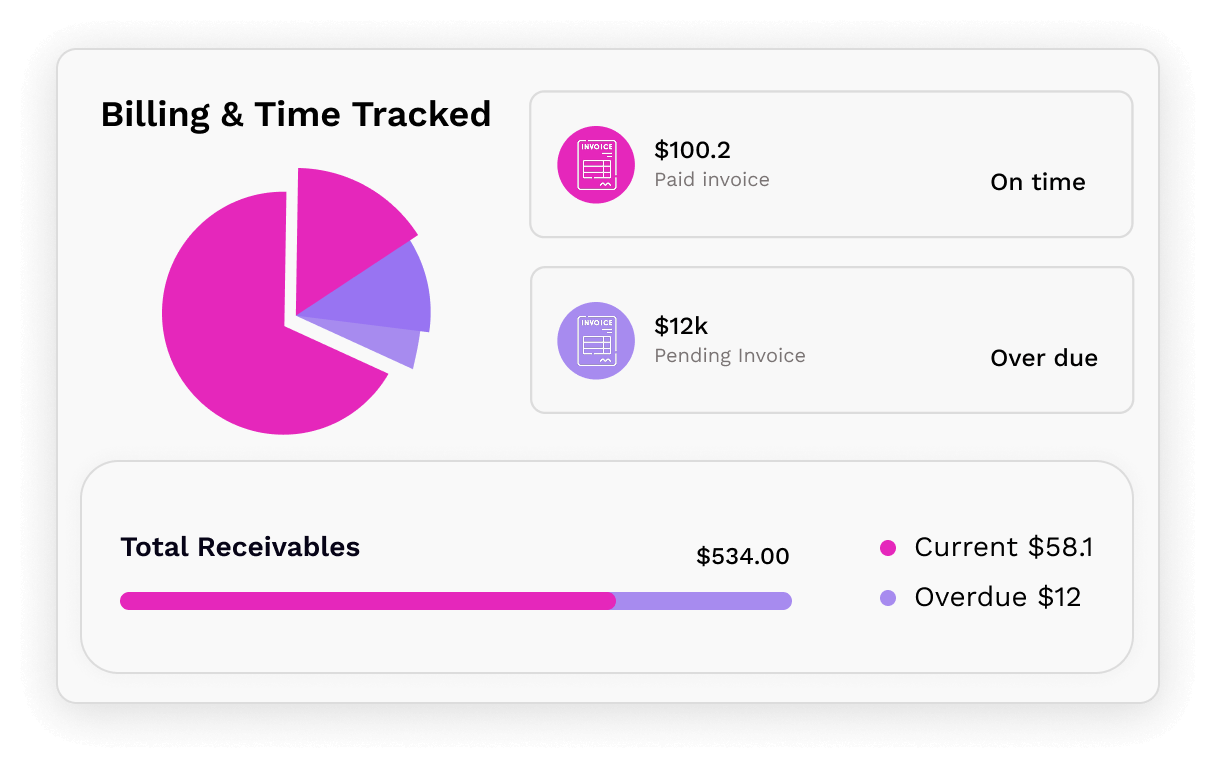 Billing & Time Tracked
INVOICE
$100.2
Paid invoice
On time
INVOICE
$12k
Pending Invoice
Over due
Total Receivables
$534.00
Current $58.1
Overdue $12